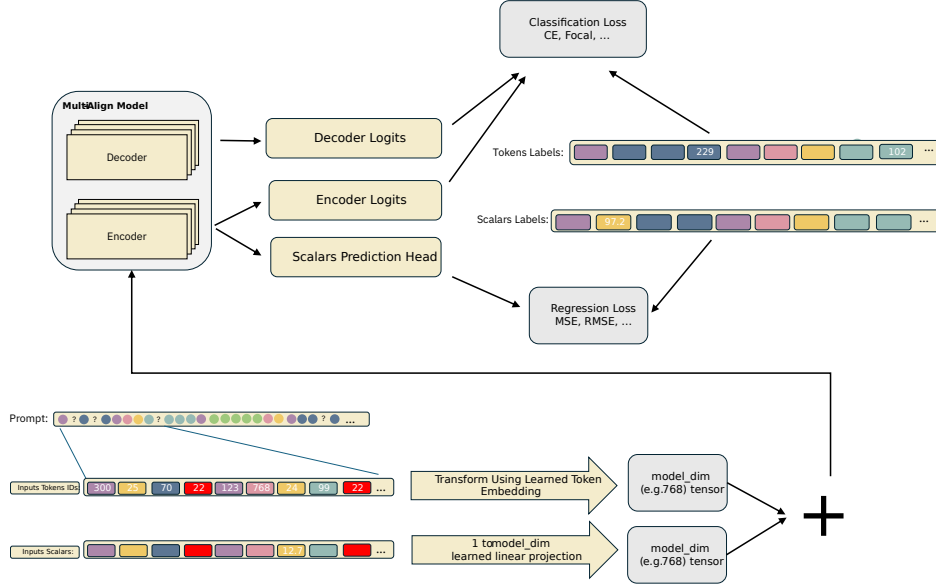 Classification Loss
CE, Focal, ...
MultiAlign Model
Decoder
Decoder Logits
Tokens Labels:
229
102
...
Encoder Logits
Encoder
Scalars Labels:
97.2
...
Scalars Prediction Head
Regression Loss
MSE, RMSE, ...
Prompt:
? ? ? ? ...
Inputs Tokens IDs:
300 25 70 22 123 768 24 99 22 ...
Transform Using Learned Token
Embedding
model_dim
(e.g.768) tensor
+
Inputs Scalars:
12.7
...
1 to model_dim
learned linear projection
model_dim
(e.g.768) tensor